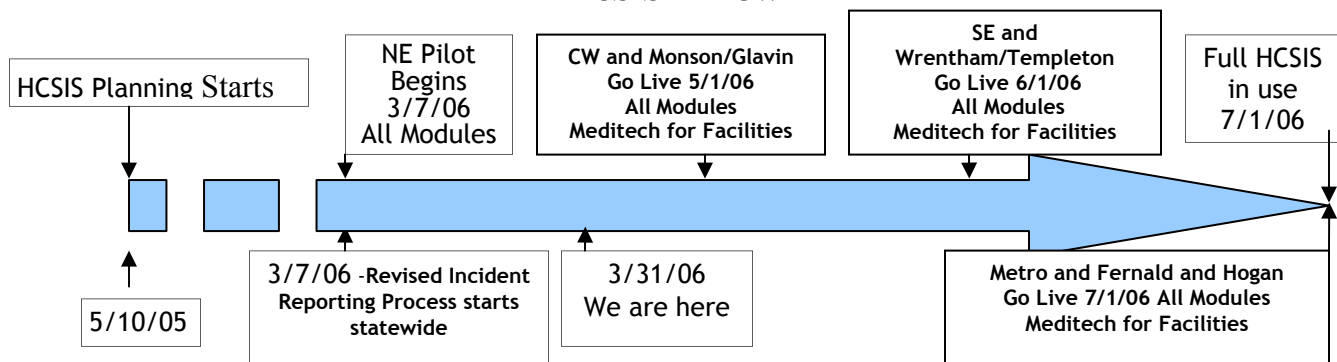 HCSIS Planning Starts
NE Pilot
Begins
3/7/06
All Modules
CW and Monson/Glavin
Go Live 5/1/06
All Modules
Meditech for Facilities
SE and
Wrentham/Templeton
Go Live 6/1/06
All Modules
Meditech for Facilities
Full HCSIS
in use
7/1/06
5/10/05
3/7/06 -Revised Incident
Reporting Process starts
statewide
3/31/06
We are here
Metro and Fernald and Hogan
Go Live 7/1/06 All Modules
Meditech for Facilities